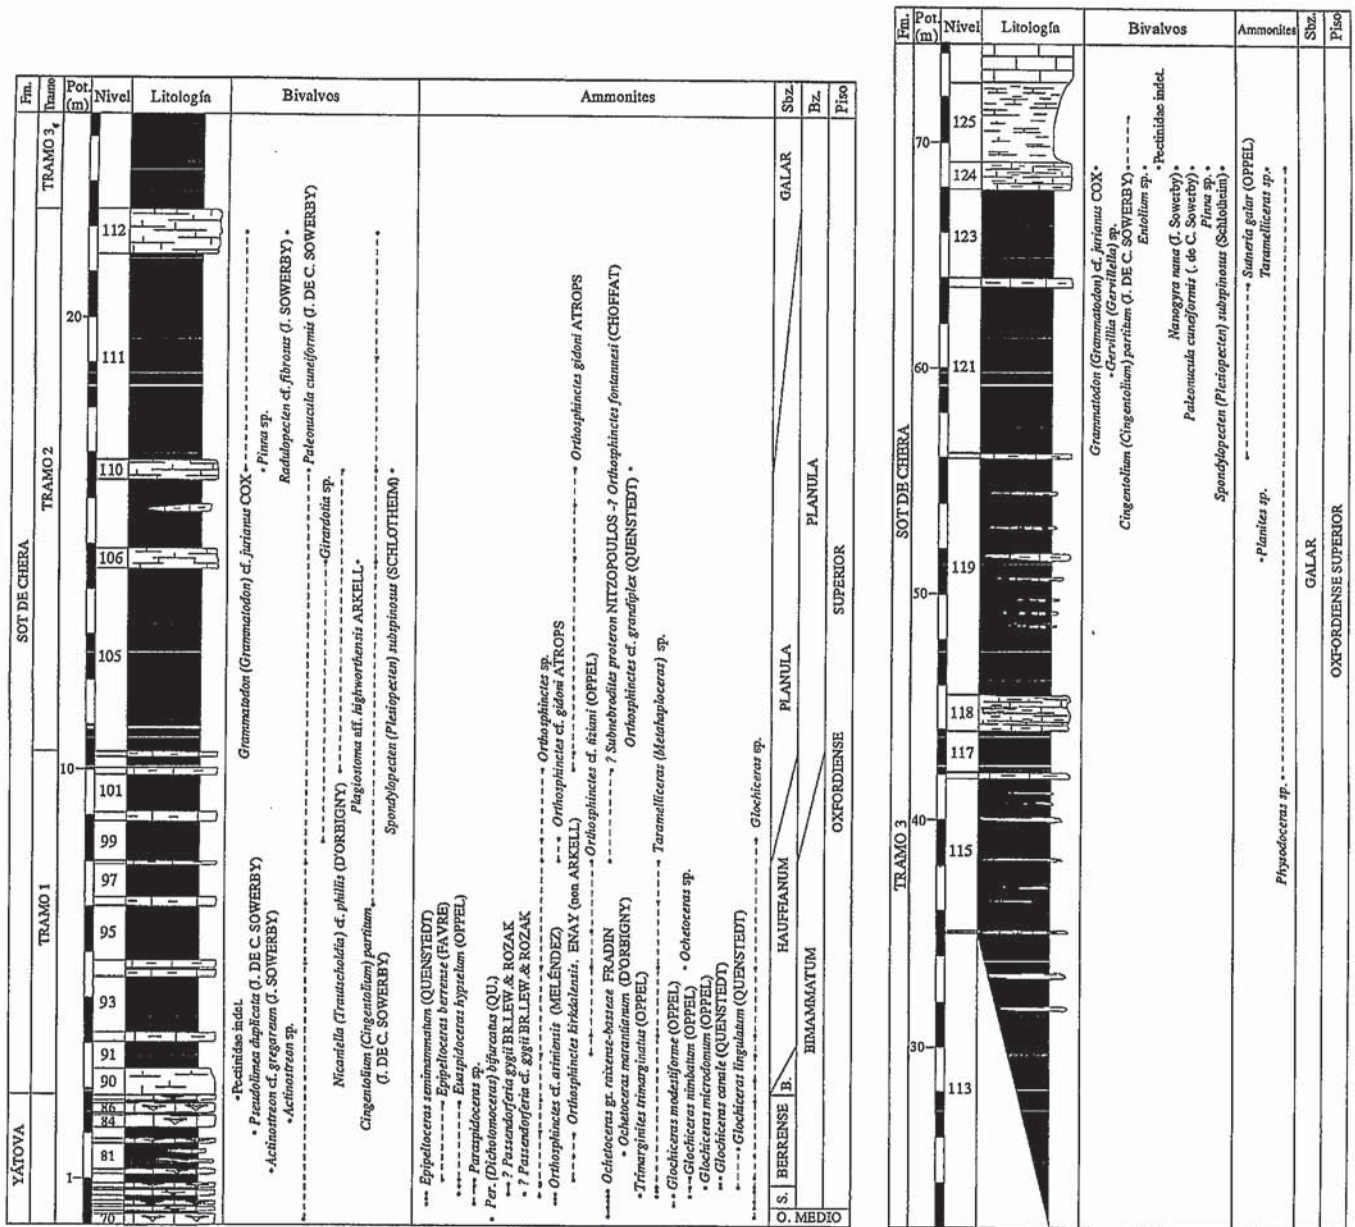 Fm.
Tramo
Pot. (m)
Nivel
Litología
Bivalvos
Ammonites
Sbz.
Bz.
Piso
YÁTOVA
SOT DE CHERA
TRAMO 1
TRAMO 2
TRAMO 3
20
10
1
112
111
110
106
105
101
99
97
95
93
91
90
86
84
81
70
Pectinidae indet.
Pseudolimea duplicata (J. DE C. SOWERBY)
Actinostreon cf. gregareum (J. SOWERBY)
Actinostreon sp.
Grammatodon (Grammatodon) cf. jurianus COX
Pinna sp.
Radulopecten cf. fibrosus (J. SOWERBY)
Paleonucula cuneiformis (J. DE C. SOWERBY)
Girardotia sp.
Nicaniella (Trautscholdia) cf. phillis (D'ORBIGNY)
Plagiostoma aff. highworthensis ARKELL
Cingentolium (Cingentolium) partitum
(J. DE C. SOWERBY)
Spondylopecten (Plesiopecten) subspinosus (SCHLOTHEIM)
Epipeltoceras semimammatum (QUENSTEDT)
Epipeltoceras berrense (FAVRE)
Euaspidoceras hypselum (OPPEL)
Paraspidoceras sp.
Per. (Dichotomoceras) bifurcatus (QU.)
? Passendorferia gygii BR.LEW.& ROZAK
? Passendorferia cf. gygii BR.LEW.& ROZAK
Orthosphinctes sp.
Orthosphinctes cf. ariniensis (MELÉNDEZ)
Orthosphinctes cf. gidoni ATROPS
Orthosphinctes kirkdalensis, ENAY (non ARKELL)
Orthosphinctes gidoni ATROPS
Orthosphinctes cf. tiziani (OPPEL)
Ochetoceras gr. raixense-basseae FRADIN
? Subnebrodites proteron NITZOPOULOS -? Orthosphinctes fontannesi (CHOFFAT)
Ochetoceras marantianum (D'ORBIGNY)
Orthosphinctes cf. grandiplex (QUENSTEDT)
Trimarginites trimarginatus (OPPEL)
Taramelliceras (Metahaploceras) sp.
Glochiceras modestiforme (OPPEL)
Glochiceras nimbatum (OPPEL)
Ochetoceras sp.
Glochiceras microdomum (OPPEL)
Glochiceras canale (QUENSTEDT)
Glochiceras lingulatum (QUENSTEDT)
Glochiceras sp.
S.
BERRENSE
B.
HAUFFIANUM
PLANULA
GALAR
BIMAMMATUM
PLANULA
O. MEDIO
OXFORDIENSE
SUPERIOR
Fm.
Pot. (m)
Nivel
Litología
Bivalvos
Ammonites
Sbz.
Piso
SOT DE CHERA
TRAMO 3
70
60
50
40
30
125
124
123
121
119
118
117
115
113
Grammatodon (Grammatodon) cf. jurianus COX
Gervillia (Gervillella) sp.
Cingentolium (Cingentolium) partitum (J. DE C. SOWERBY)
Entolium sp.
Pectinidae indet.
Nanogyra nana (J. Sowerby)
Paleonucula cuneiformis (, de C. Sowerby)
Pinna sp.
Spondylopecten (Plesiopecten) subspinosus (Schlotheim)
Sutneria galar (OPPEL)
Taramelliceras sp.
Planites sp.
Physodoceras sp.
GALAR
OXFORDIENSE SUPERIOR